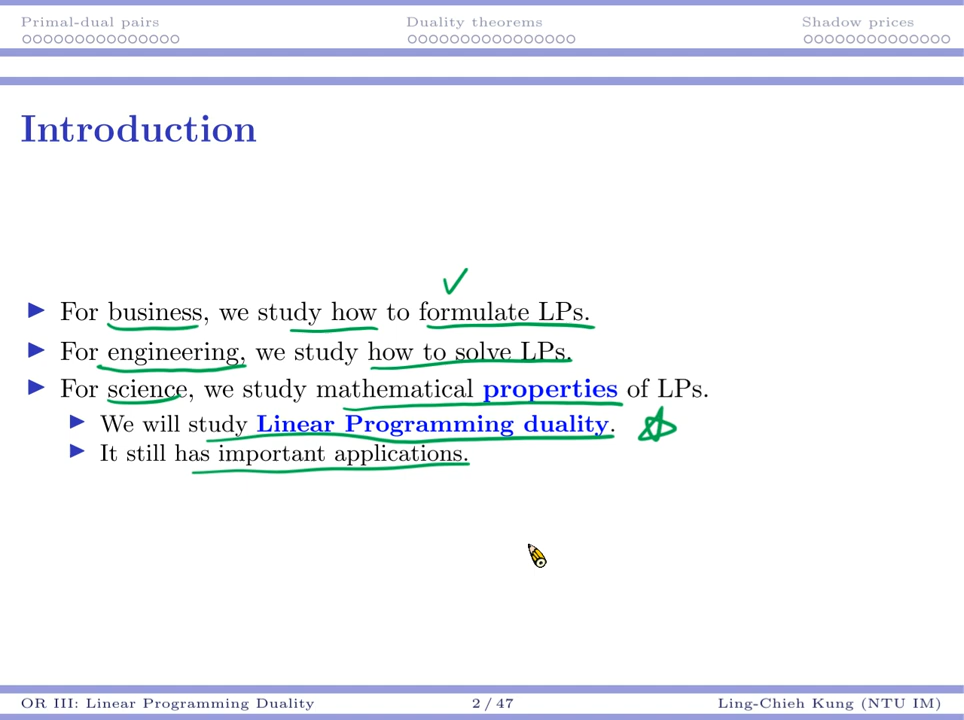 Primal-dual pairs Duality theorems Shadow prices
Introduction
For business, we study how to formulate LPs.
For engineering, we study how to solve LPs.
For science, we study mathematical properties of LPs.
We will study Linear Programming duality.
It still has important applications.
OR III: Linear Programming Duality 2 / 47 Ling-Chieh Kung (NTU IM)